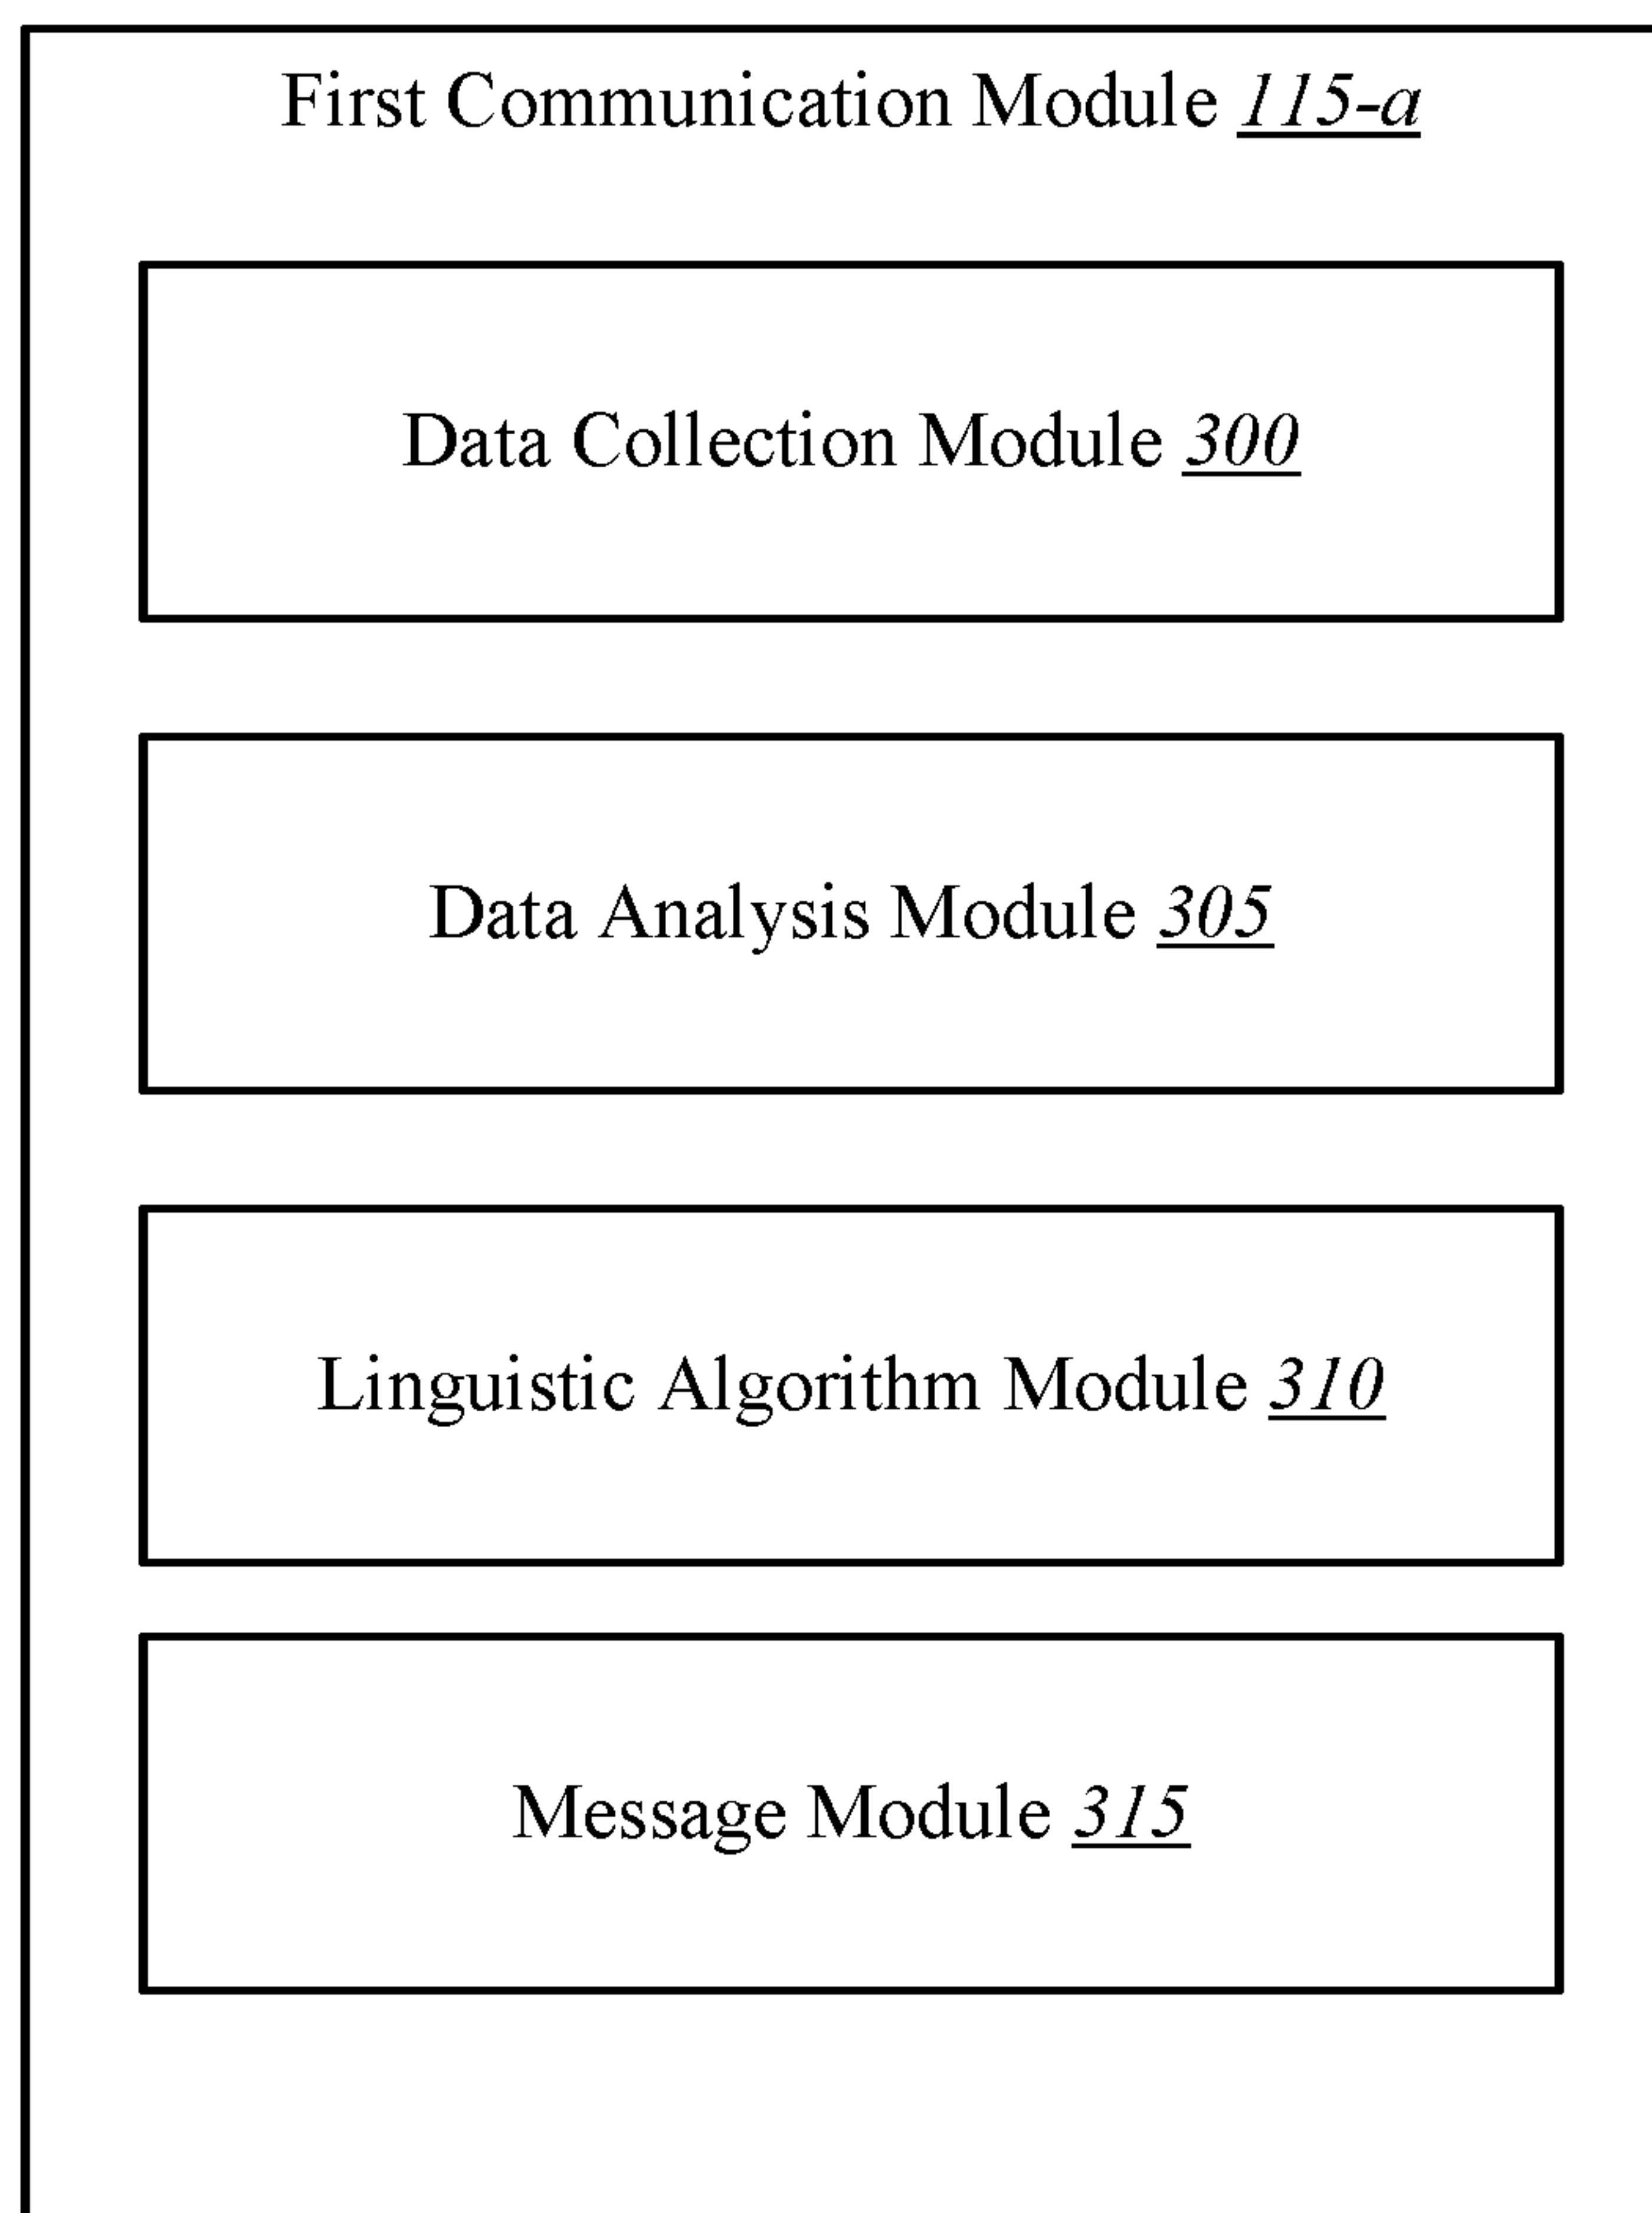 First Communication Module 115-a
Data Collection Module 300
Data Analysis Module 305
Linguistic Algorithm Module 310
Message Module 315